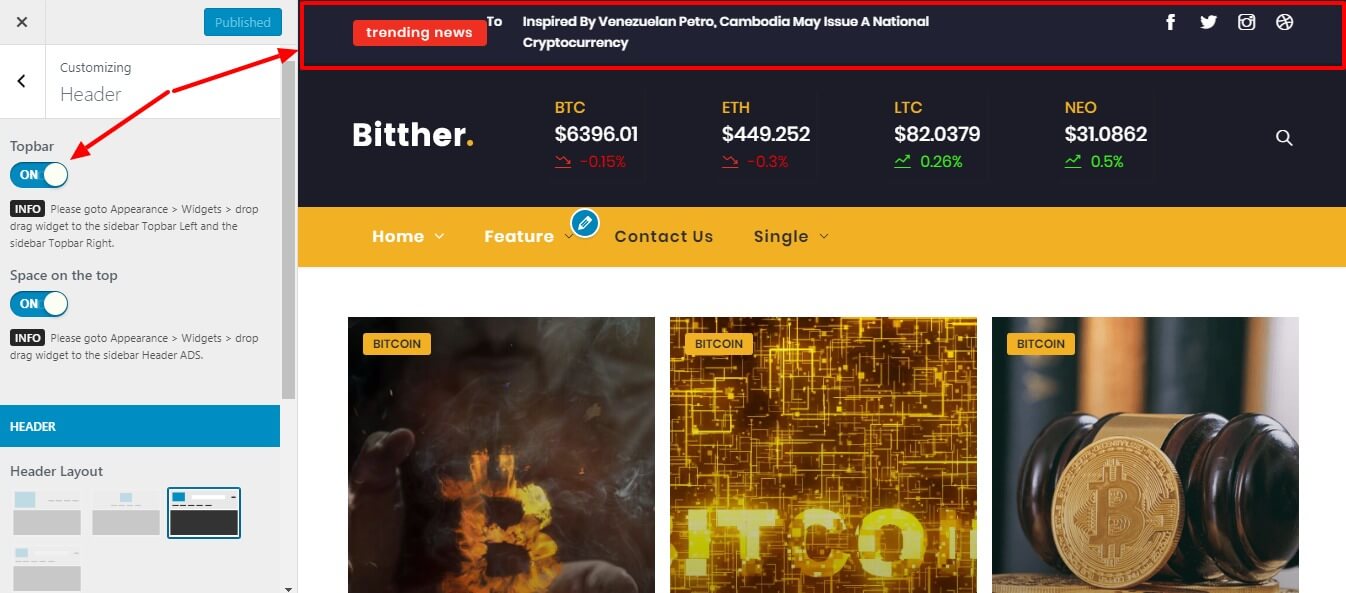 Published
Customizing
Header
Topbar
ON
INFO Please goto Appearance > Widgets > drop
drag widget to the sidebar Topbar Left and the
sidebar Topbar Right.
Space on the top
ON
INFO Please goto Appearance > Widgets > drop
drag widget to the sidebar Header ADS.
HEADER
Header Layout
trending news
To
Inspired By Venezuelan Petro, Cambodia May Issue A National
Cryptocurrency
Bitther.
BTC
$6396.01
-0.15%
ETH
$449.252
-0.3%
LTC
$82.0379
0.26%
NEO
$31.0862
0.5%
Home Feature Contact Us Single
BITCOIN
BITCOIN
BITCOIN
ITCO